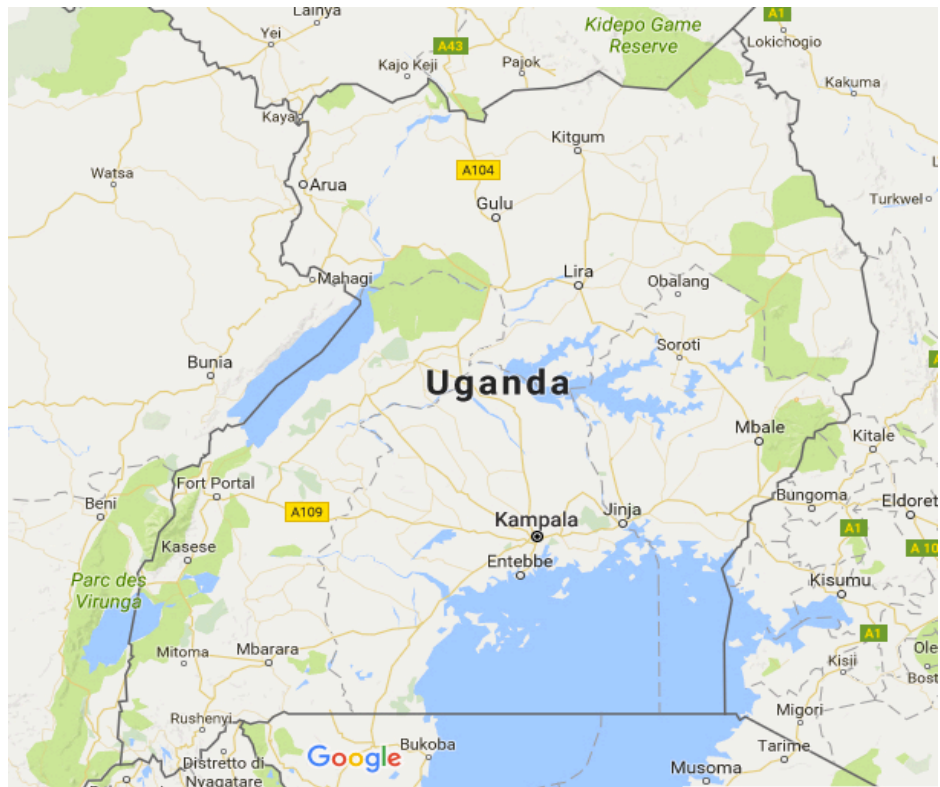 Lainya
A1
Kidepo Game
Reserve
Yei
A43
Lokichogio
Kajo Keji
Pajok
Kakuma
Kaya
Kitgum
Watsa
A104
Arua
Turkwel
Gulu
Mahagi
Lira
Obalang
Bunia
Soroti
Uganda
Mbale
Kitale
Fort Portal
Beni
A109
Bungoma
Eldoret
Kampala
Jinja
A1
Kasese
Entebbe
A 10
Parc des
Virunga
Kisumu
A1
Mitoma
Mbarara
Kisii
Ole
Bost
Rushenyi
Migori
Google
Bukoba
Tarime
Distretto di
Nyagatare
Musoma